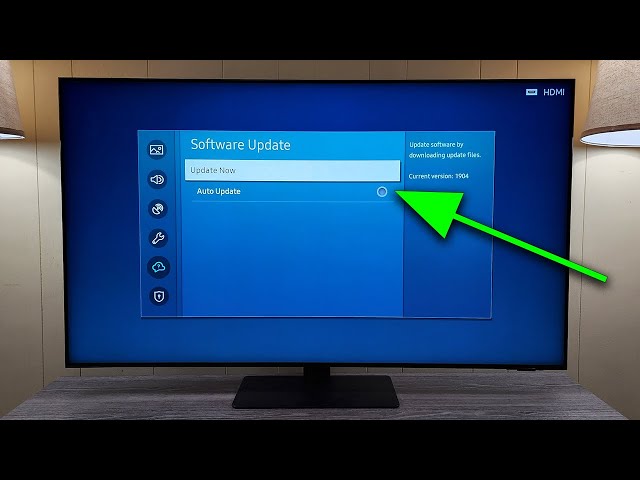 HDMI
Software Update
Update Now
Auto Update
Update software by
downloading update files.
Current version: 1904